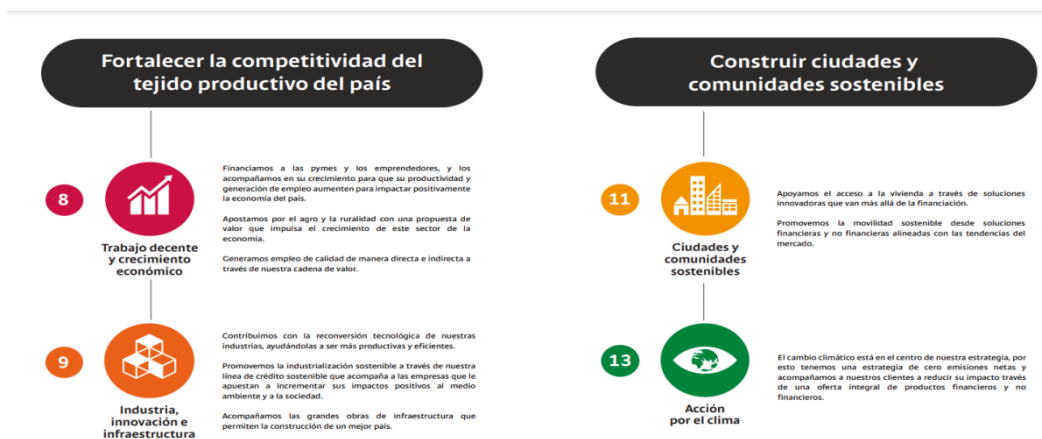 Fortalecer la competitividad del
tejido productivo del país
8
Trabajo decente
y crecimiento
económico
Financiamos a las pymes y los emprendedores, y los
acompañamos en su crecimiento para que su productividad y
generación de empleo aumenten para impactar positivamente
la economía del país.
Apostamos por el agro y la ruralidad con una propuesta de
valor que impulsa el crecimiento de este sector de la
economía.
Generamos empleo de calidad de manera directa e indirecta a
través de nuestra cadena de valor.
9
Industria,
innovación e
infraestructura
Contribuimos con la reconversión tecnológica de nuestras
industrias, ayudándolas a ser más productivas y eficientes.
Promovemos la industrialización sostenible a través de nuestra
línea de crédito sostenible que acompaña a las empresas que le
apuestan a incrementar sus impactos positivos al medio
ambiente y a la sociedad.
Acompañamos las grandes obras de infraestructura que
permiten la construcción de un mejor país.
Construir ciudades y
comunidades sostenibles
11
Ciudades y
comunidades
sostenibles
Apoyamos el acceso a la vivienda a través de soluciones
innovadoras que van más allá de la financiación.
Promovemos la movilidad sostenible desde soluciones
financieras y no financieras alineadas con las tendencias del
mercado.
13
Acción
por el clima
El cambio climático está en el centro de nuestra estrategia, por
esto tenemos una estrategia de cero emisiones netas y
acompañamos a nuestros clientes a reducir su impacto través
de una oferta integral de productos financieros y no
financieros.